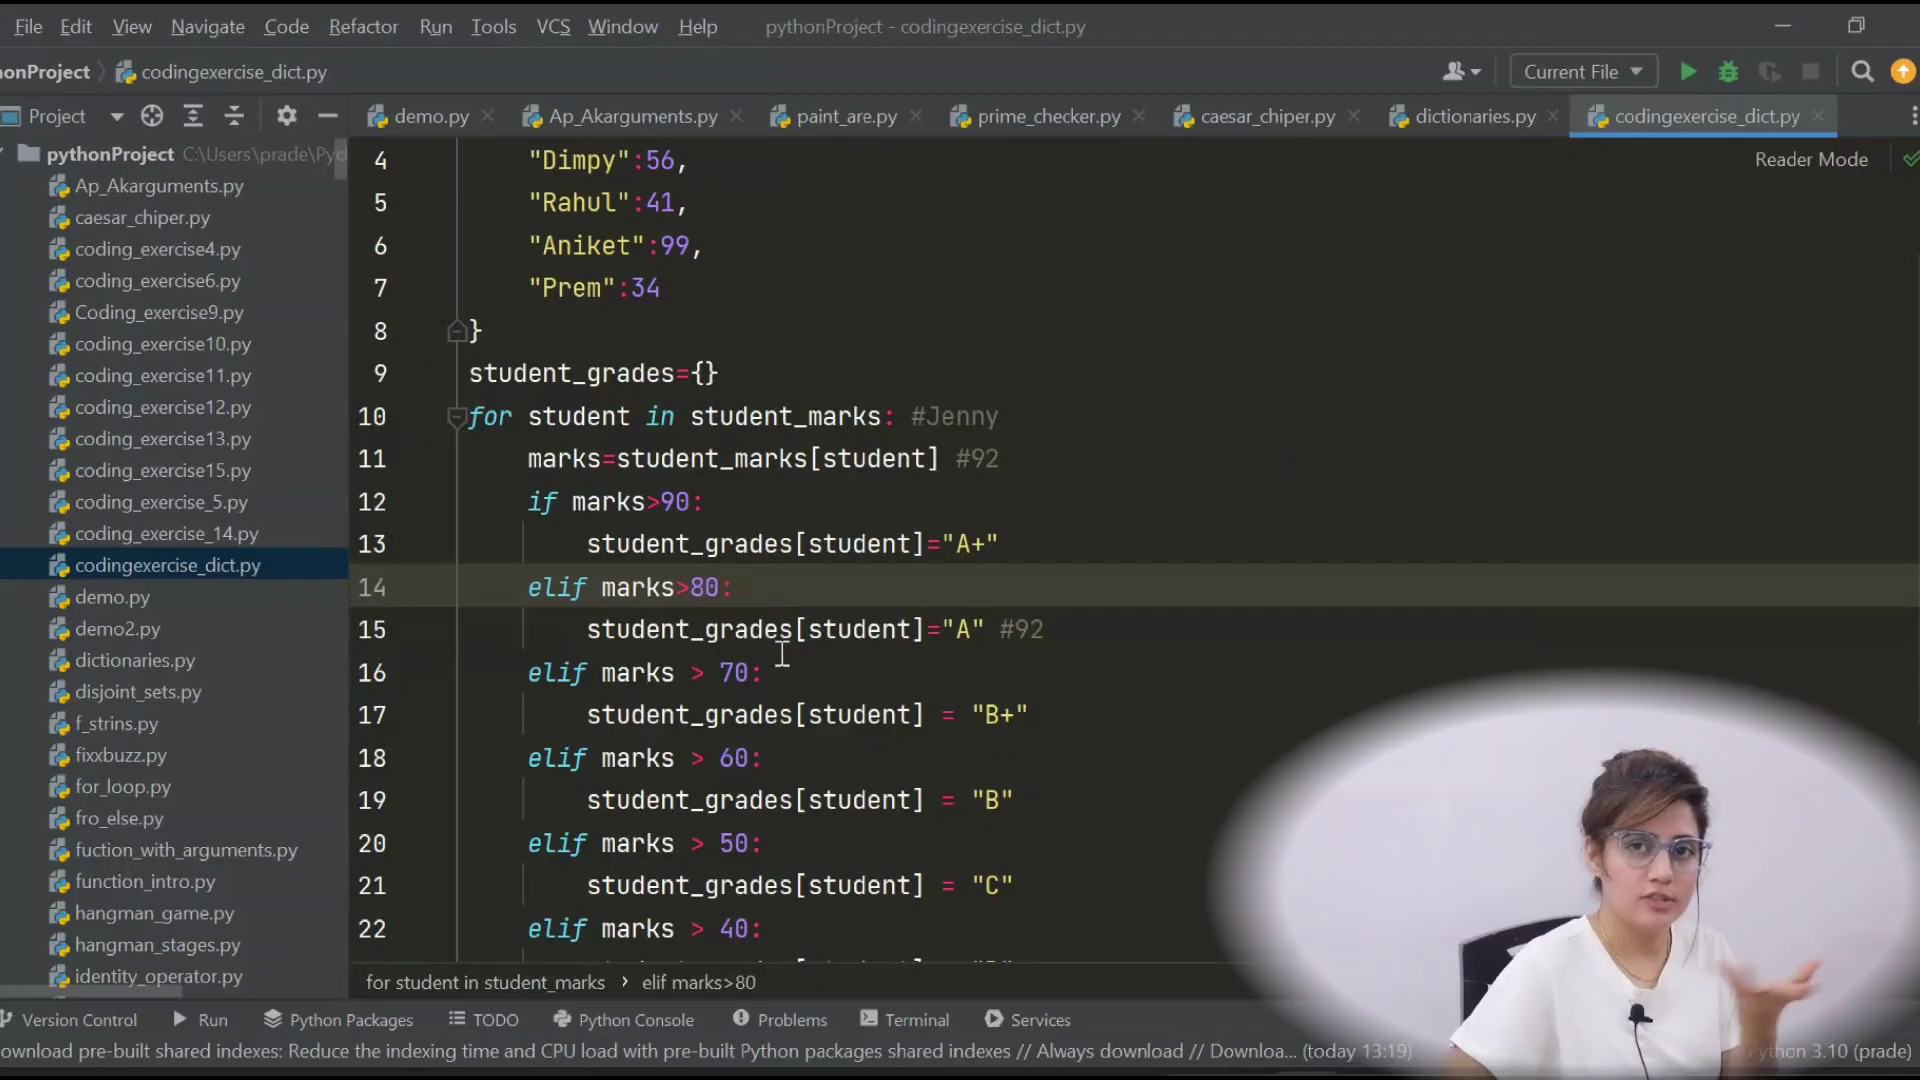 File Edit View Navigate Code Refactor Run Tools VCS Window Help pythonProject - codingexercise_dict.py
onProject codingexercise_dict.py Current File
Project demo.py Ap_Akarguments.py paint_are.py prime_checker.py caesar_chiper.py dictionaries.py codingexercise_dict.py
pythonProject C:\Users\prade\Pyc
Reader Mode
Ap_Akarguments.py
caesar_chiper.py
coding_exercise4.py
coding_exercise6.py
Coding_exercise9.py
coding_exercise10.py
coding_exercise11.py
coding_exercise12.py
coding_exercise13.py
coding_exercise15.py
coding_exercise_5.py
coding_exercise_14.py
codingexercise_dict.py
demo.py
demo2.py
dictionaries.py
disjoint_sets.py
f_strins.py
fixxbuzz.py
for_loop.py
fro_else.py
fuction_with_arguments.py
function_intro.py
hangman_game.py
hangman_stages.py
identity_operator.py
4 "Dimpy":56,
5 "Rahul":41,
6 "Aniket":99,
7 "Prem":34
8 }
9 student_grades={}
10 for student in student_marks: #Jenny
11 marks=student_marks[student] #92
12 if marks>90:
13 student_grades[student]="A+"
14 elif marks>80:
15 student_grades[student]="A" #92
16 elif marks > 70:
17 student_grades[student] = "B+"
18 elif marks > 60:
19 student_grades[student] = "B"
20 elif marks > 50:
21 student_grades[student] = "C"
22 elif marks > 40:
for student in student_marks › elif marks>80
Version Control Run Python Packages TODO Python Console Problems Terminal Services
ownload pre-built shared indexes: Reduce the indexing time and CPU load with pre-built Python packages shared indexes // Always download // Downloa... (today 13:19) ython 3.10 (prade)